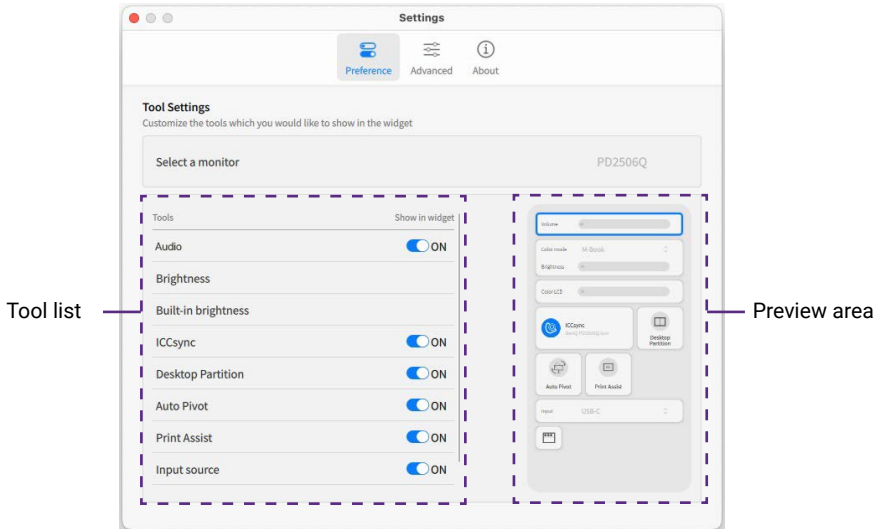 Settings
Preference Advanced About
Tool Settings
Customize the tools which you would like to show in the widget
Select a monitor PD2506Q
Tool list
Tools Show in widget
Audio ON
Brightness
Built-in brightness
ICCsync ON
Desktop Partition ON
Auto Pivot ON
Print Assist ON
Input source ON
Preview area
Volume
Color mode M-Book
Brightness
Color LCD
ICCsync
Desktop
Partition
Auto Pivot Print Assist
Input USB-C